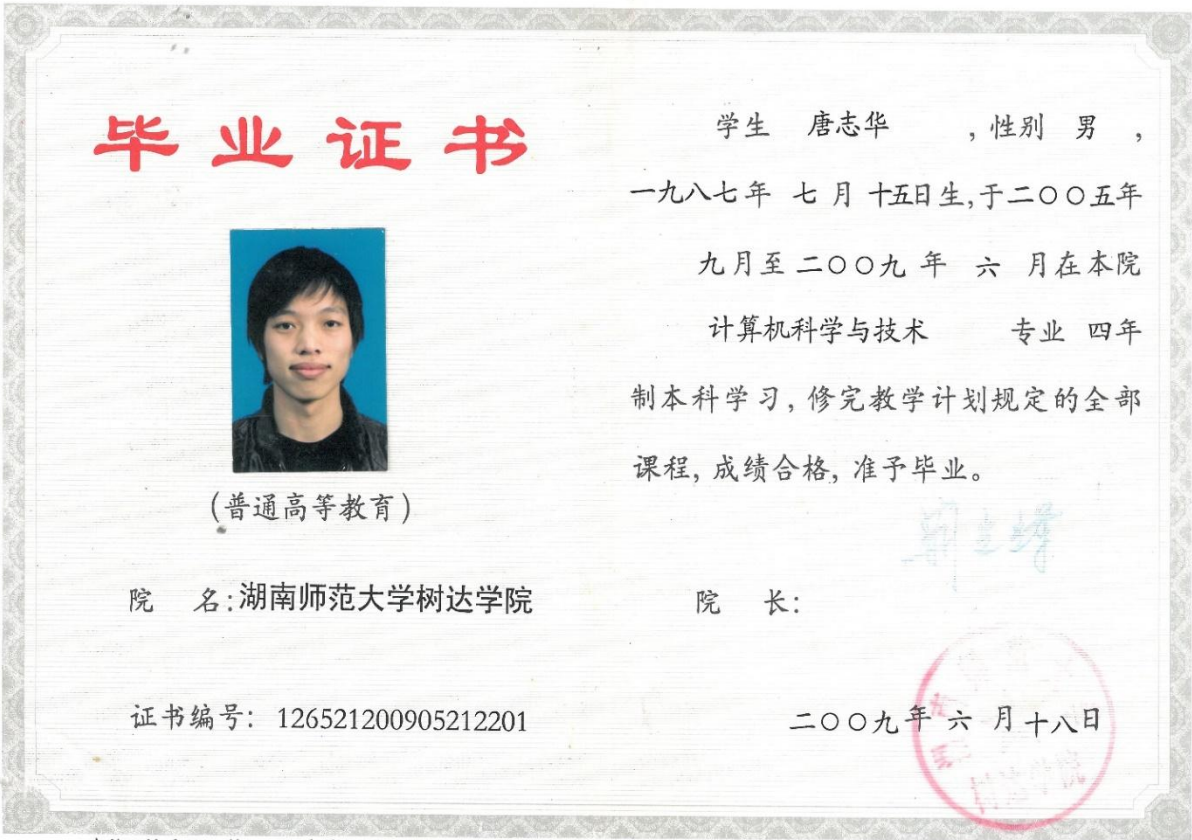 毕业证书
(普通高等教育)
院 名:湖南师范大学树达学院
证书编号: 126521200905212201
学生 唐志华 , 性别 男 ,
一九八七年 七 月 十五日生,于二〇〇五年
九月至二〇〇九 年 六 月在本院
计算机科学与技术 专业 四年
制本科学习, 修完教学计划规定的全部
课程, 成绩合格, 准予毕业。
院 长:
二〇〇九年 六 月十八日